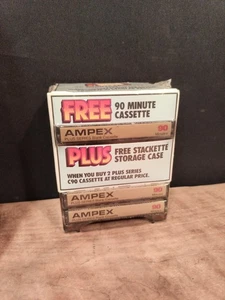 FREE 90 MINUTE
CASSETTE
AMPEX 90
PLUS FREE STACKETTE
STORAGE CASE
WHEN YOU BUY 2 PLUS SERIES
C90 CASSETTE AT REGULAR PRICE.
AMPEX 90
AMPEX 90